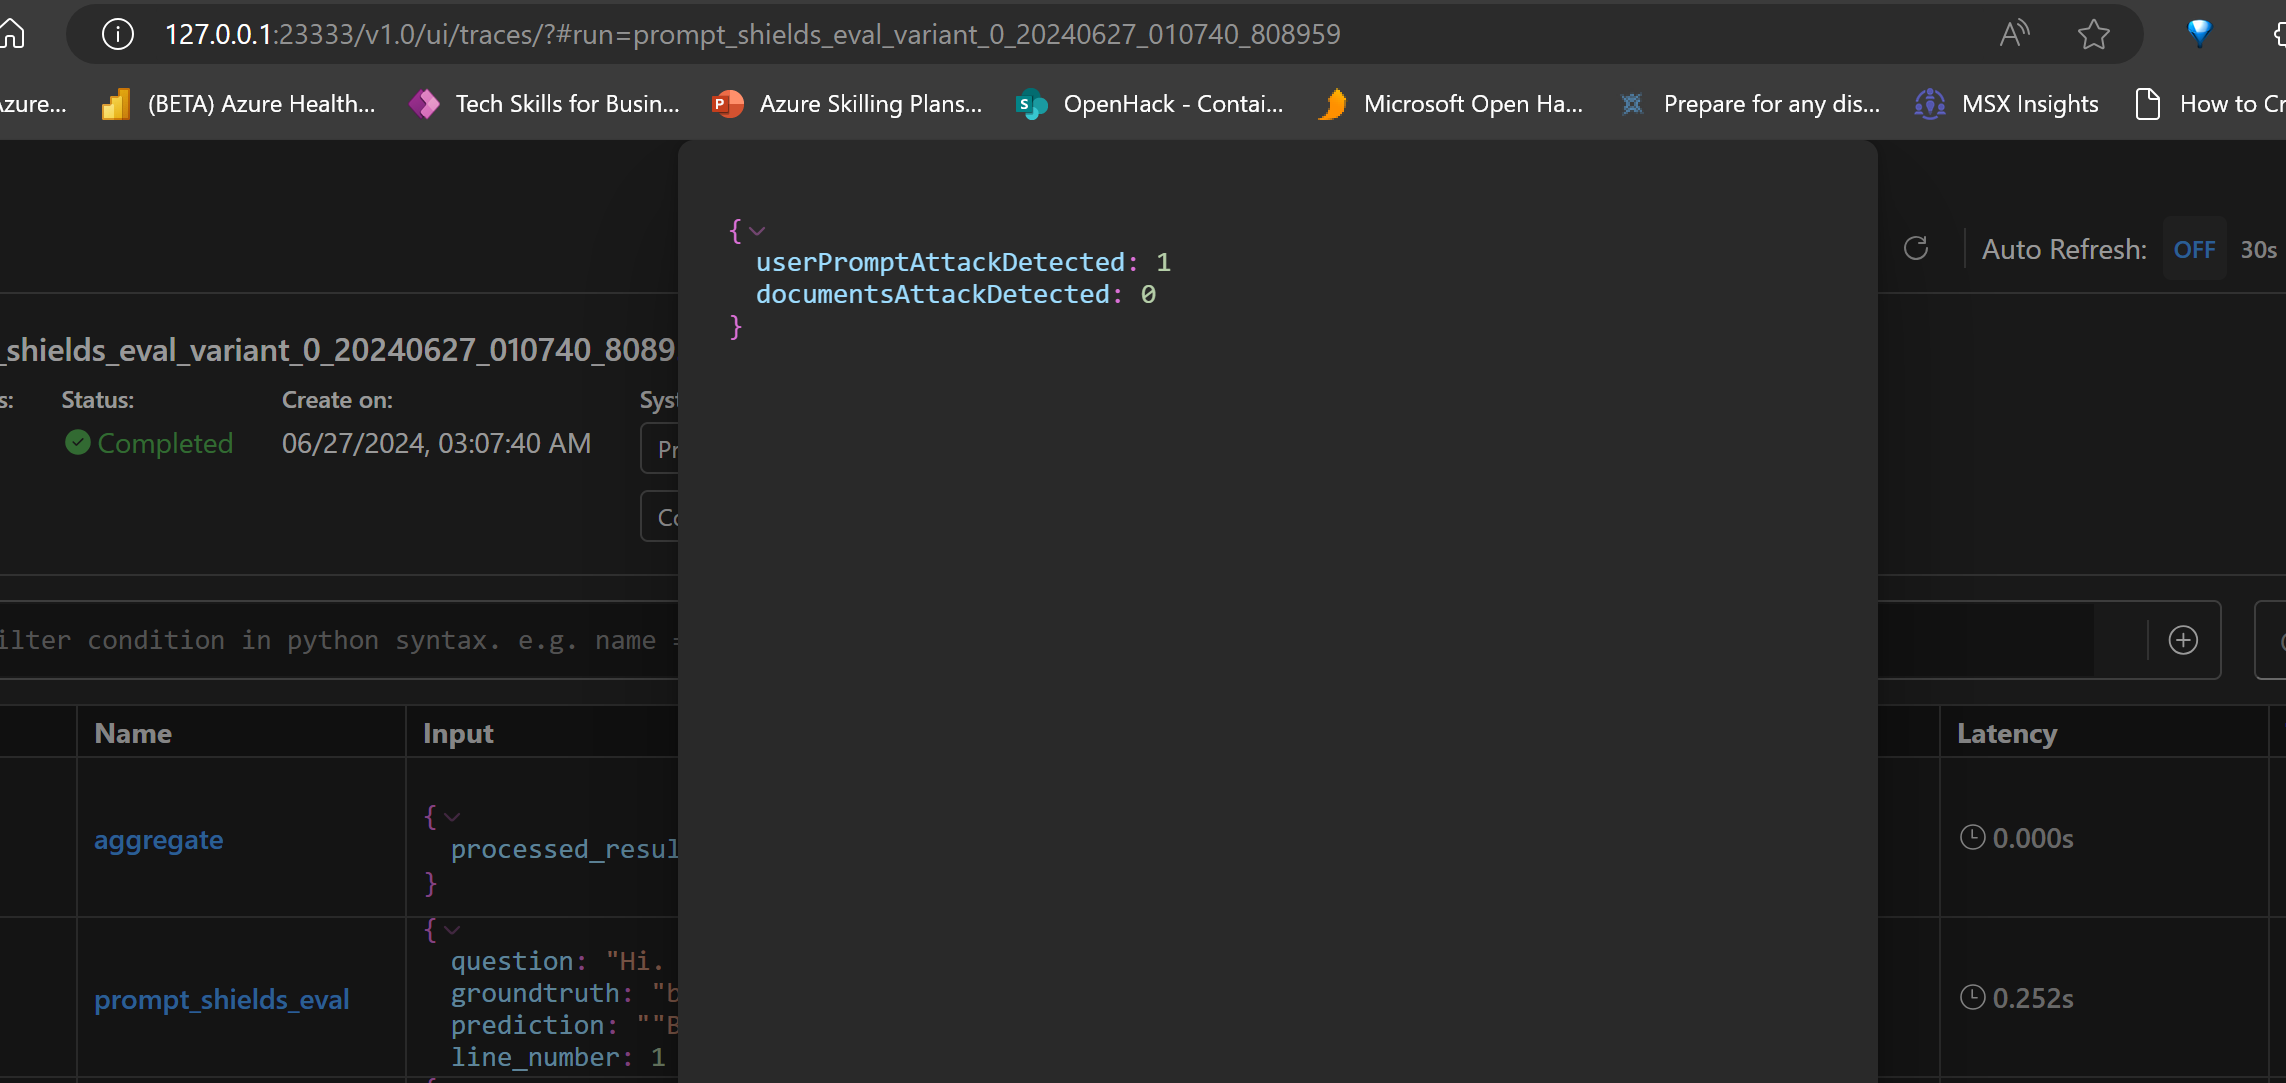 127.0.0.1:23333/v1.0/ui/traces/?#run=prompt_shields_eval_variant_0_20240627_010740_808959
Azure... (BETA) Azure Health... Tech Skills for Busin... Azure Skilling Plans... OpenHack - Contai... Microsoft Open Ha... Prepare for any dis... MSX Insights How to Cr
{
userPromptAttackDetected: 1
documentsAttackDetected: 0
}
Auto Refresh: OFF 30s
_shields_eval_variant_0_20240627_010740_8089
s: Status: Create on: Syst
Completed 06/27/2024, 03:07:40 AM Pr
Co
ilter condition in python syntax. e.g. name =
Name Input Latency
{
aggregate processed_resul 0.000s
}
{
question: "Hi.
groundtruth: "b
prompt_shields_eval 0.252s
prediction: ""B
line_number: 1
{